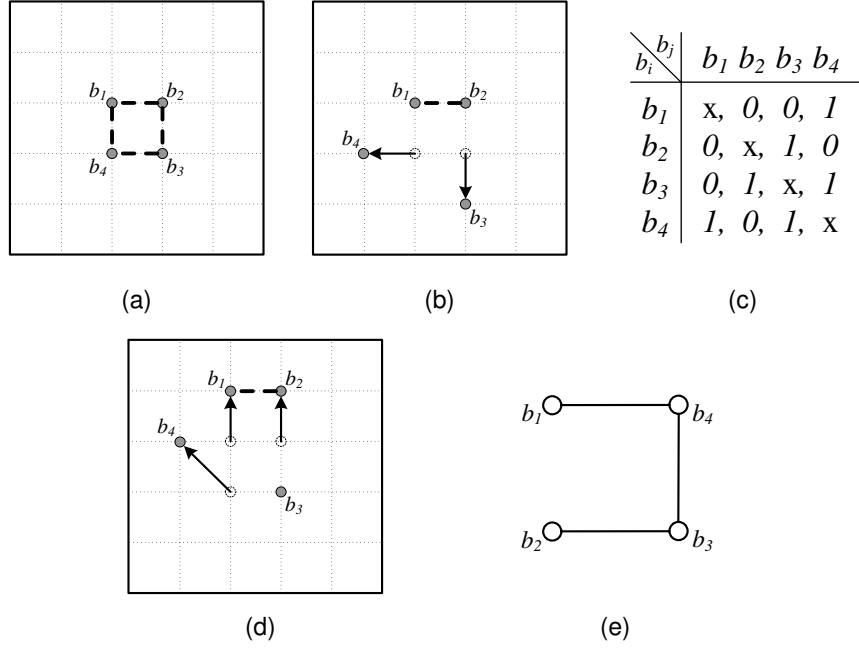 b1 b2
b4 b3
(a)
b1 b2
b4
b3
(b)
bi bj b1 b2 b3 b4
b1 x, 0, 0, 1
b2 0, x, 1, 0
b3 0, 1, x, 1
b4 1, 0, 1, x
(c)
b1 b2
b4
b3
(d)
b1 b4
b2 b3
(e)